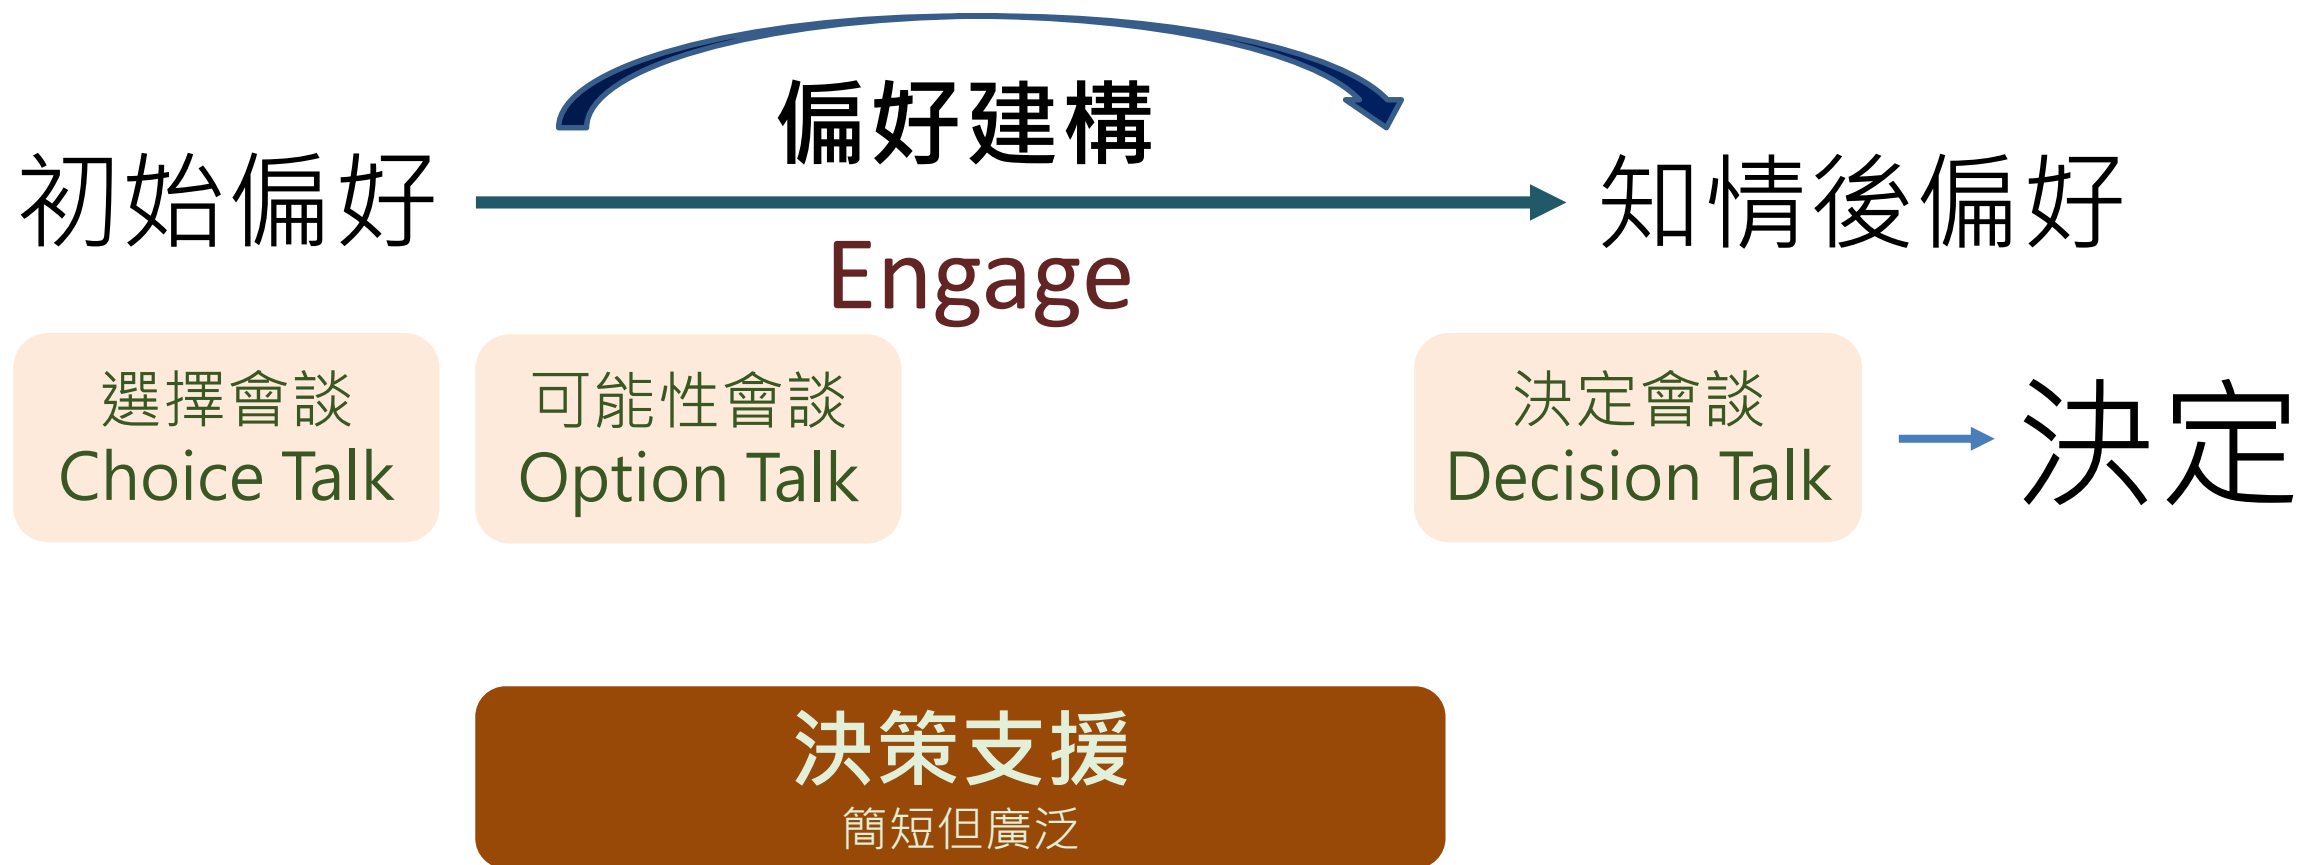 偏好建構
初始偏好
知情後偏好
Engage
選擇會談
Choice Talk
可能性會談
Option Talk
決定會談
Decision Talk
決定
決策支援
簡短但廣泛